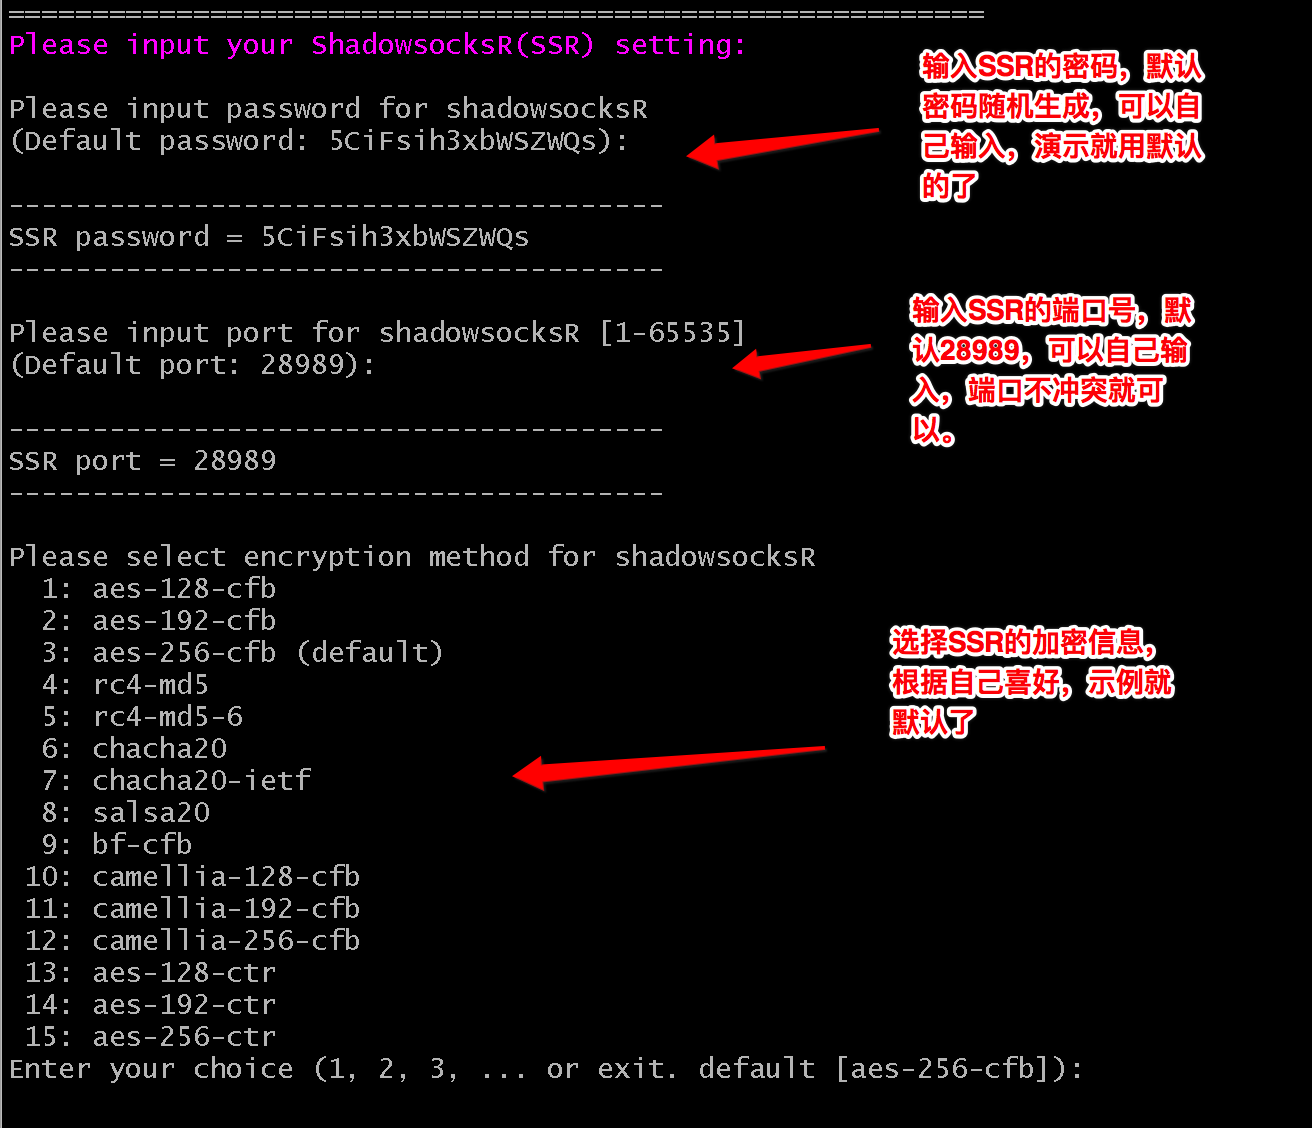 ============================================================
Please input your ShadowsocksR(SSR) setting:
Please input password for shadowsocksR
(Default password: 5CiFsih3xbWSZWQs):
输入SSR的密码，默认
密码随机生成，可以自
己输入，演示就用默认
的了
---------------------------------------
SSR password = 5CiFsih3xbWSZWQs
---------------------------------------
Please input port for shadowsocksR [1-65535]
(Default port: 28989):
输入SSR的端口号，默
认28989，可以自己输
入，端口不冲突就可
以。
---------------------------------------
SSR port = 28989
---------------------------------------
Please select encryption method for shadowsocksR
1: aes-128-cfb
2: aes-192-cfb
3: aes-256-cfb (default)
4: rc4-md5
5: rc4-md5-6
6: chacha20
7: chacha20-ietf
8: salsa20
9: bf-cfb
10: camellia-128-cfb
11: camellia-192-cfb
12: camellia-256-cfb
13: aes-128-ctr
14: aes-192-ctr
15: aes-256-ctr
选择SSR的加密信息，
根据自己喜好，示例就
默认了
Enter your choice (1, 2, 3, ... or exit. default [aes-256-cfb]):